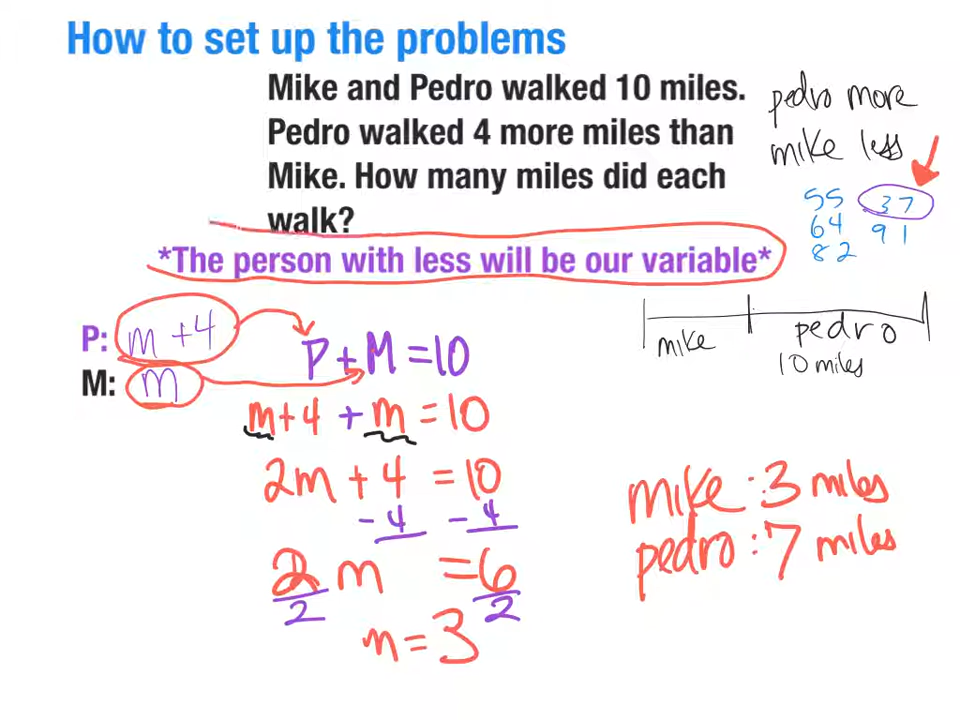 How to set up the problems
Mike and Pedro walked 10 miles.
Pedro walked 4 more miles than
Mike. How many miles did each
walk?
*The person with less will be our variable*
pedro more
mike less
55 37
64 91
82
P: m +4
M: m
P+M=10
m+4 + m =10
2m + 4 =10
-4 -4
2m =6
2 2
m=3
mike pedro
10 miles
mike : 3 miles
pedro : 7 miles